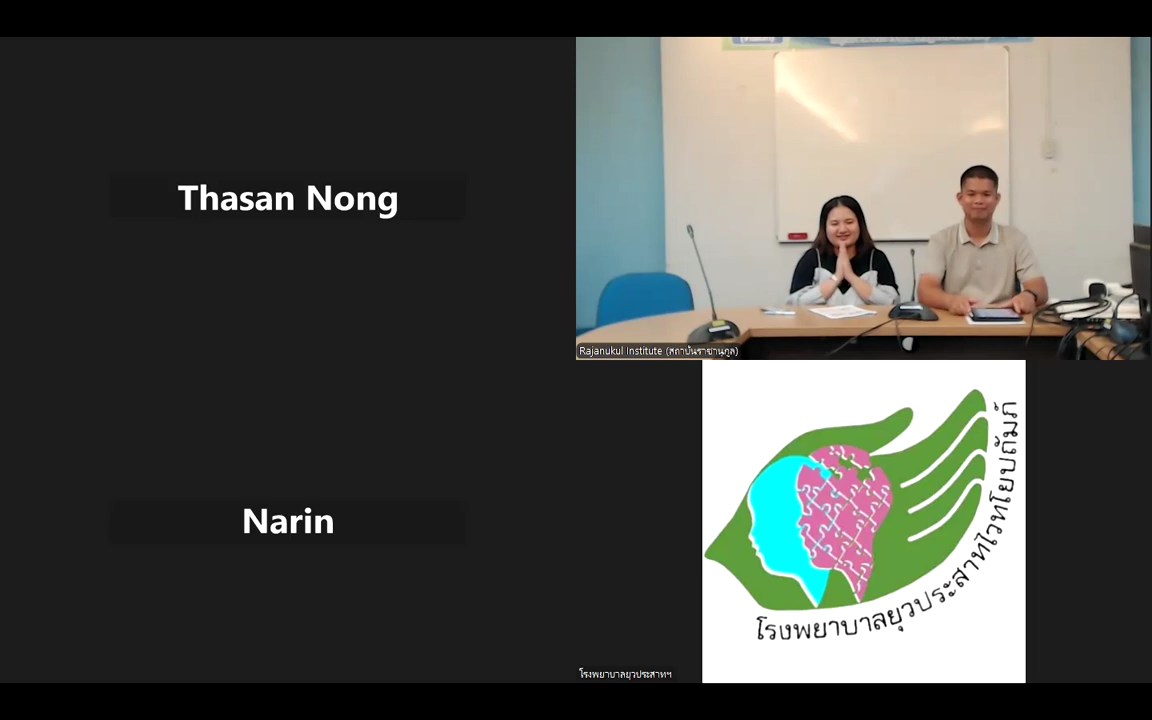 Thasan Nong
Rajanukul Institute (สถาบันราชานุกูล)
Narin
โรงพยาบาลยุวประสาทไวทโยปถัมภ์
โรงพยาบาลยุวประสาทฯ